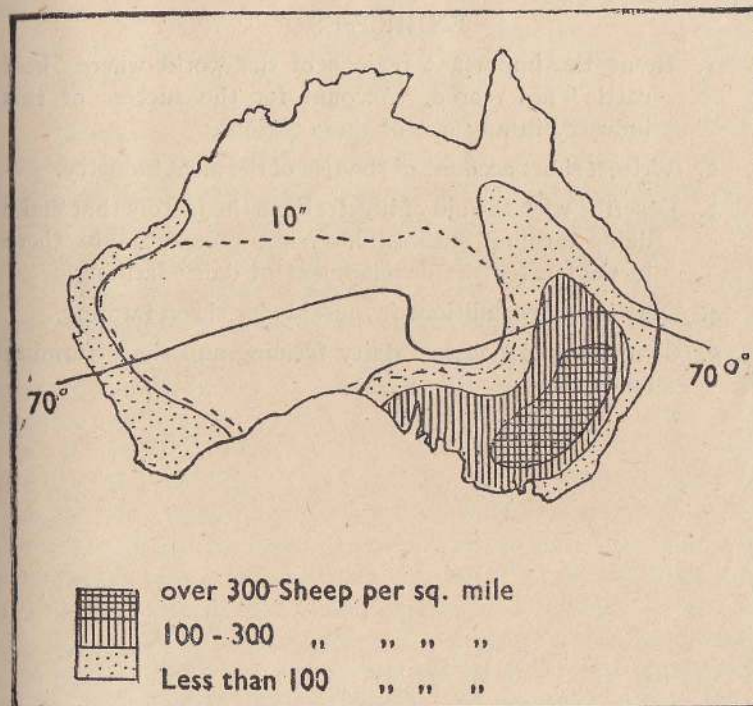 10"
70°
70°
over 300 Sheep per sq. mile
100 - 300 „ „ „ „
Less than 100 „ „ „